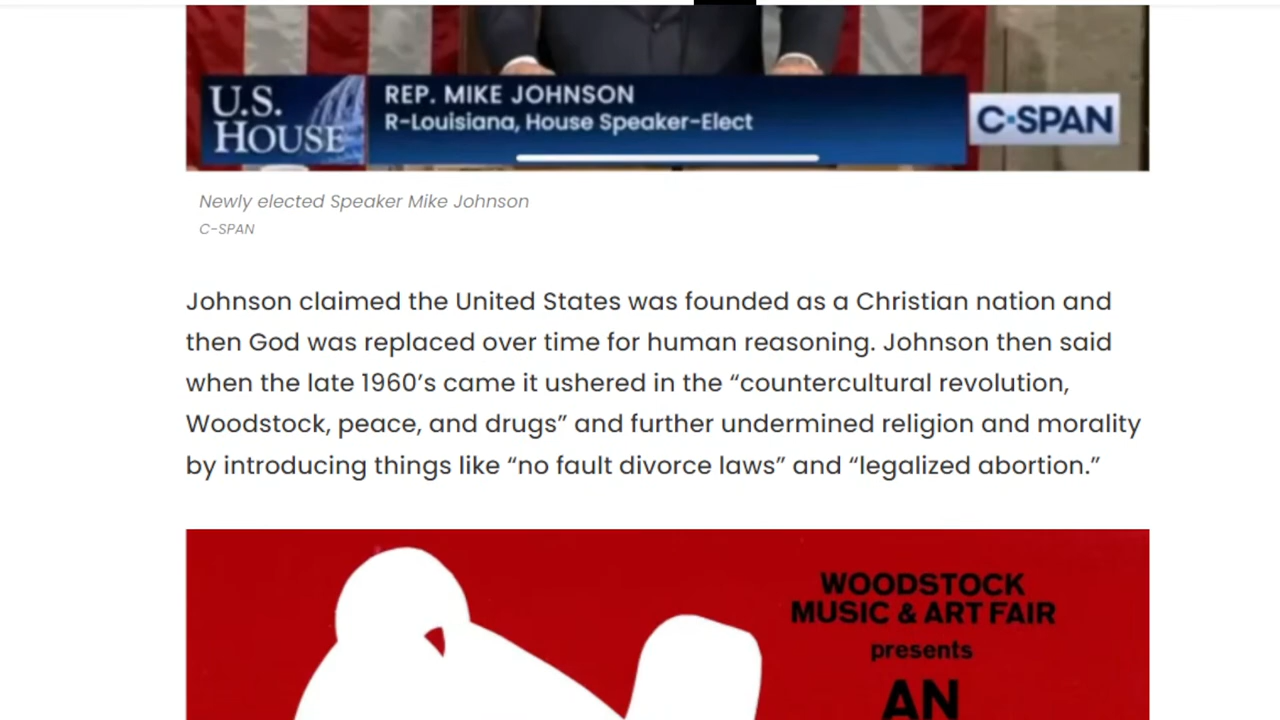 U.S.
HOUSE
REP. MIKE JOHNSON
R-Louisiana, House Speaker-Elect
C-SPAN
Newly elected Speaker Mike Johnson
C-SPAN
Johnson claimed the United States was founded as a Christian nation and
then God was replaced over time for human reasoning. Johnson then said
when the late 1960’s came it ushered in the “countercultural revolution,
Woodstock, peace, and drugs” and further undermined religion and morality
by introducing things like “no fault divorce laws” and “legalized abortion.”
WOODSTOCK
MUSIC & ART FAIR
presents
AN